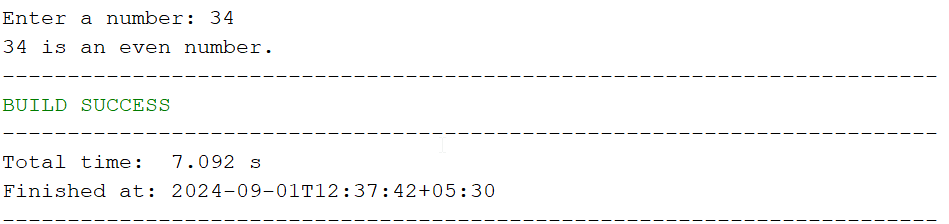 Enter a number: 34
34 is an even number.
------------------------------------------------------------------------
BUILD SUCCESS
------------------------------------------------------------------------
Total time:  7.092 s
Finished at: 2024-09-01T12:37:42+05:30
------------------------------------------------------------------------